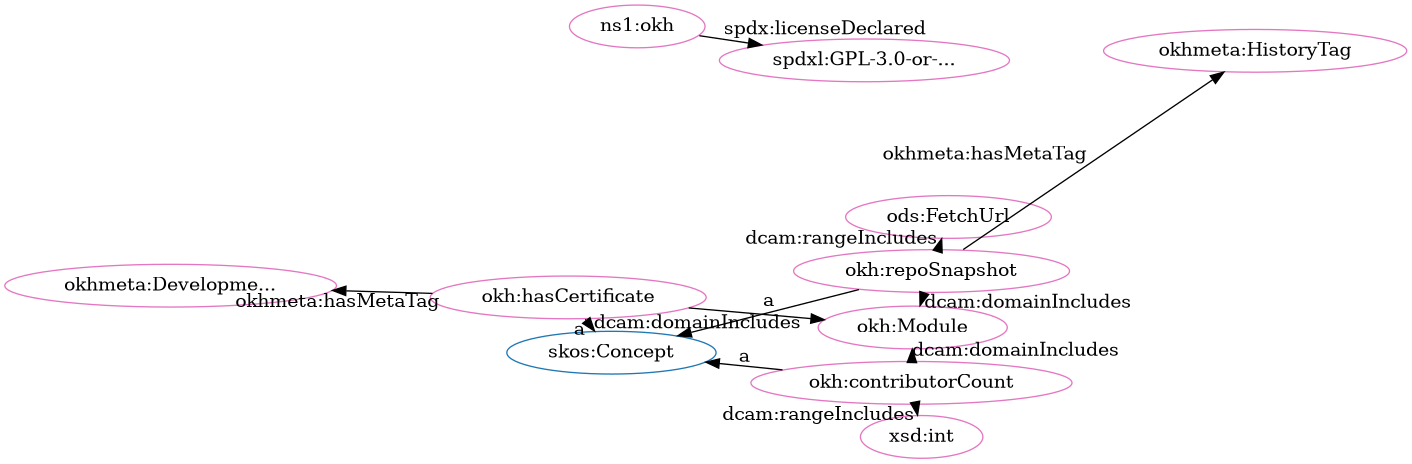 ns1:okh
spdx:licenseDeclared
spdxl:GPL-3.0-or-...
okhmeta:HistoryTag
okhmeta:hasMetaTag
ods:FetchUrl
dcam:rangeIncludes
okh:repoSnapshot
okhmeta:Developme...
okhmeta:hasMetaTag
okh:hasCertificate
a
dcam:domainIncludes
dcam:domainIncludes
a
okh:Module
skos:Concept
a
dcam:domainIncludes
okh:contributorCount
dcam:rangeIncludes
xsd:int